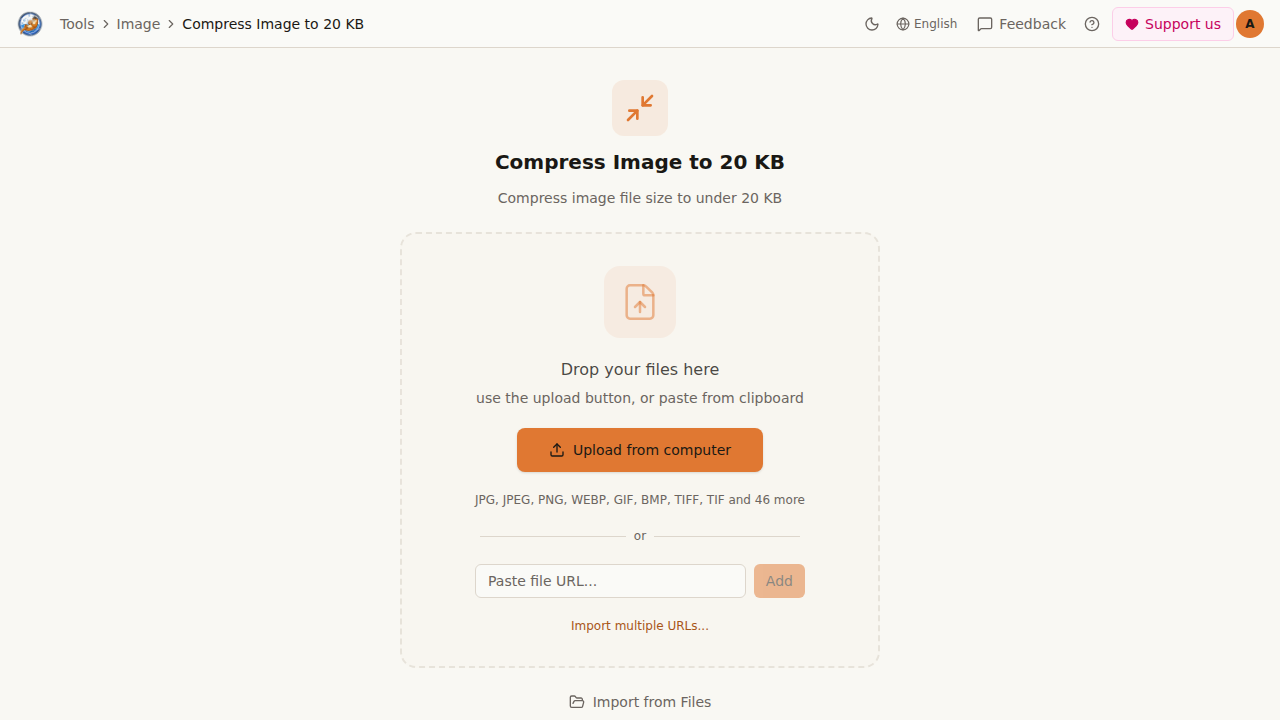 Tools > Image > Compress Image to 20 KB
English
Feedback
Support us
A
Compress Image to 20 KB
Compress image file size to under 20 KB
Drop your files here
use the upload button, or paste from clipboard
Upload from computer
JPG, JPEG, PNG, WEBP, GIF, BMP, TIFF, TIF and 46 more
or
Paste file URL...
Add
Import multiple URLs...
Import from Files